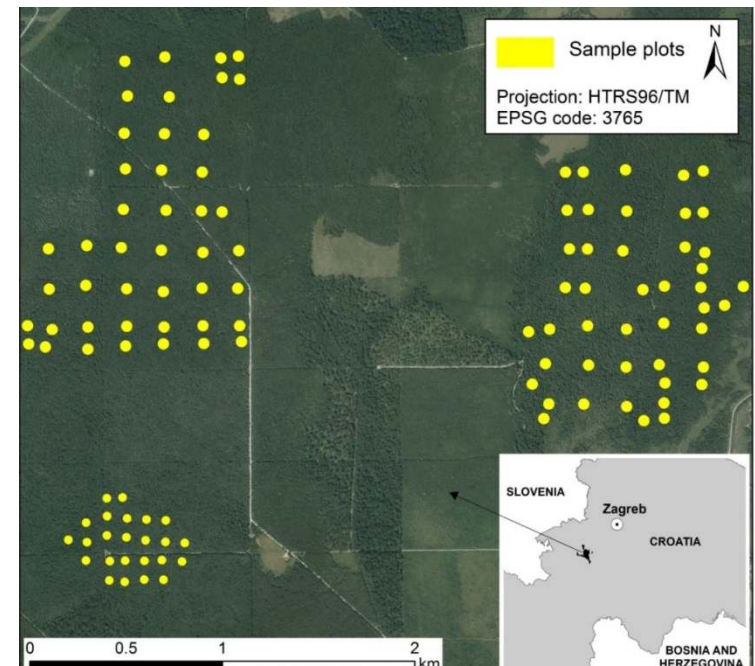 N
Sample plots
Projection: HTRS96/TM
EPSG code: 3765
SLOVENIA
Zagreb
CROATIA
BOSNIA AND
HERZEGOVINA
0 0.5 1 2
km